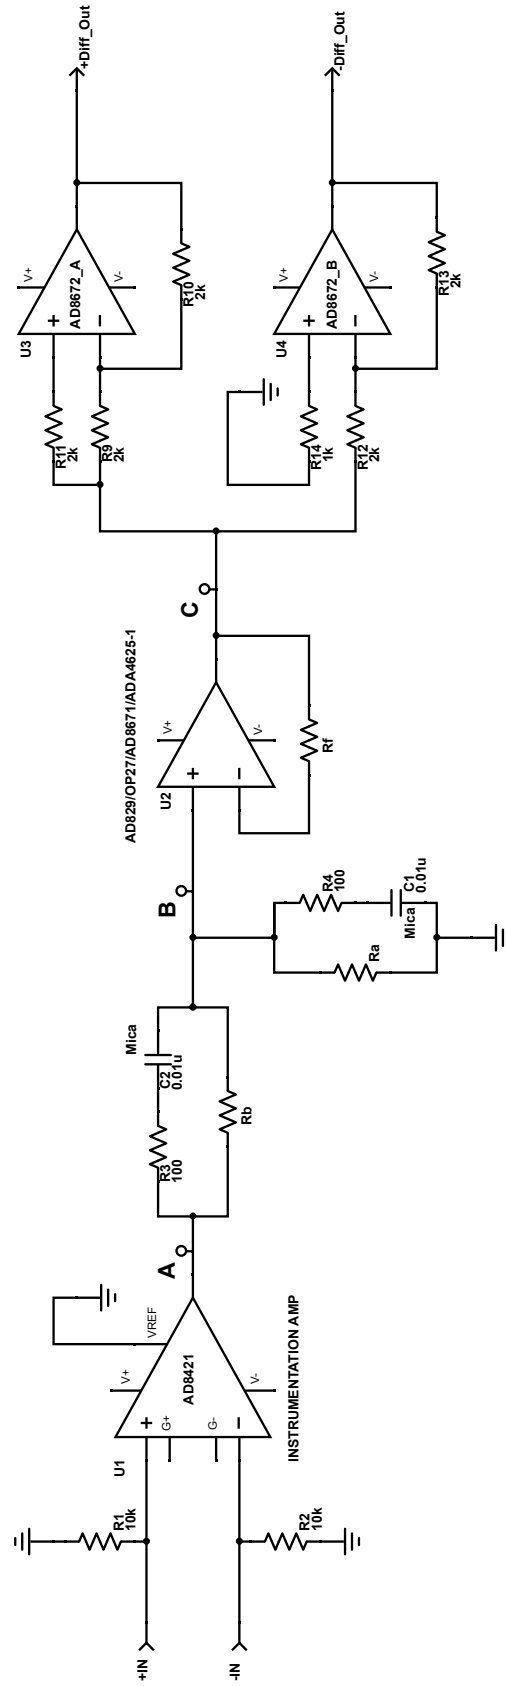 +IN
-IN
R1
10k
R2
10k
U1
+
−
G+
G-
V+
V-
VREF
AD8421
INSTRUMENTATION AMP
A
R3
100
C2
0.01u
Mica
Rb
B
Ra
R4
100
C1
0.01u
Mica
AD829/OP27/AD8671/ADA4625-1
U2
+
−
V+
V-
Rf
C
R11
2k
R9
2k
U3
+
−
V+
V-
AD8672_A
R10
2k
+Diff_Out
R14
1k
R12
2k
U4
+
−
V+
V-
AD8672_B
R13
2k
-Diff_Out